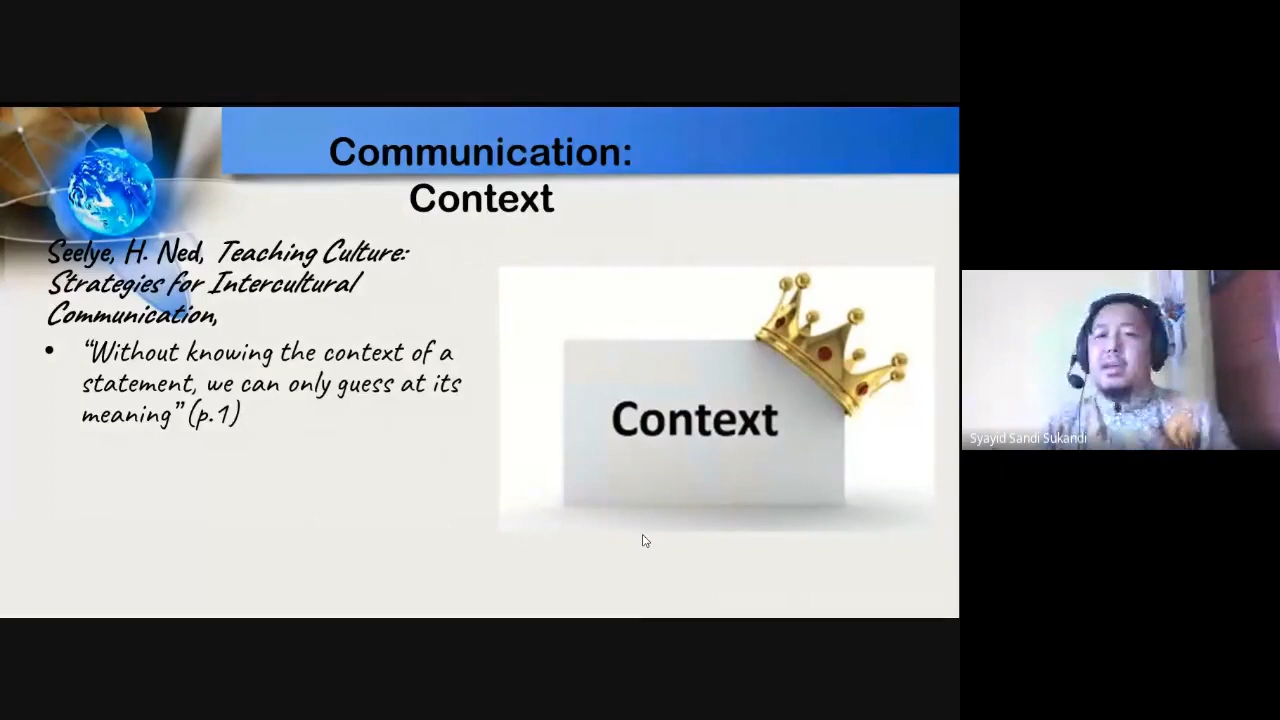 Communication:
Context
Seelye, H. Ned, Teaching Culture:
Strategies for Intercultural
Communication,
• “Without knowing the context of a
statement, we can only guess at its
meaning” (p.1)
Context
Syayid Sandi Sukandi